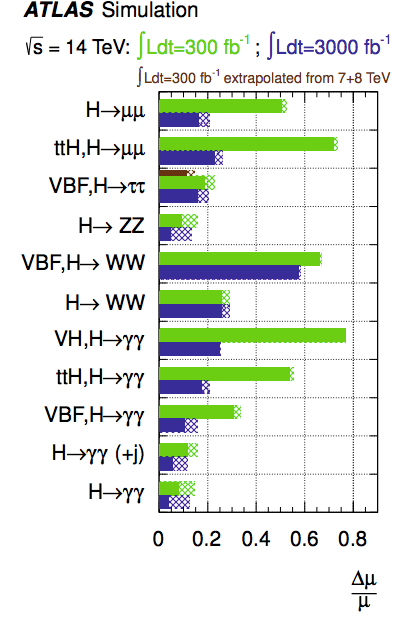 ATLAS Simulation
√s = 14 TeV: ∫Ldt=300 fb⁻¹ ; ∫Ldt=3000 fb⁻¹
∫Ldt=300 fb⁻¹ extrapolated from 7+8 TeV
H→μμ
ttH,H→μμ
VBF,H→ττ
H→ ZZ
VBF,H→ WW
H→ WW
VH,H→γγ
ttH,H→γγ
VBF,H→γγ
H→γγ (+j)
H→γγ
0 0.2 0.4 0.6 0.8
Δμ
μ